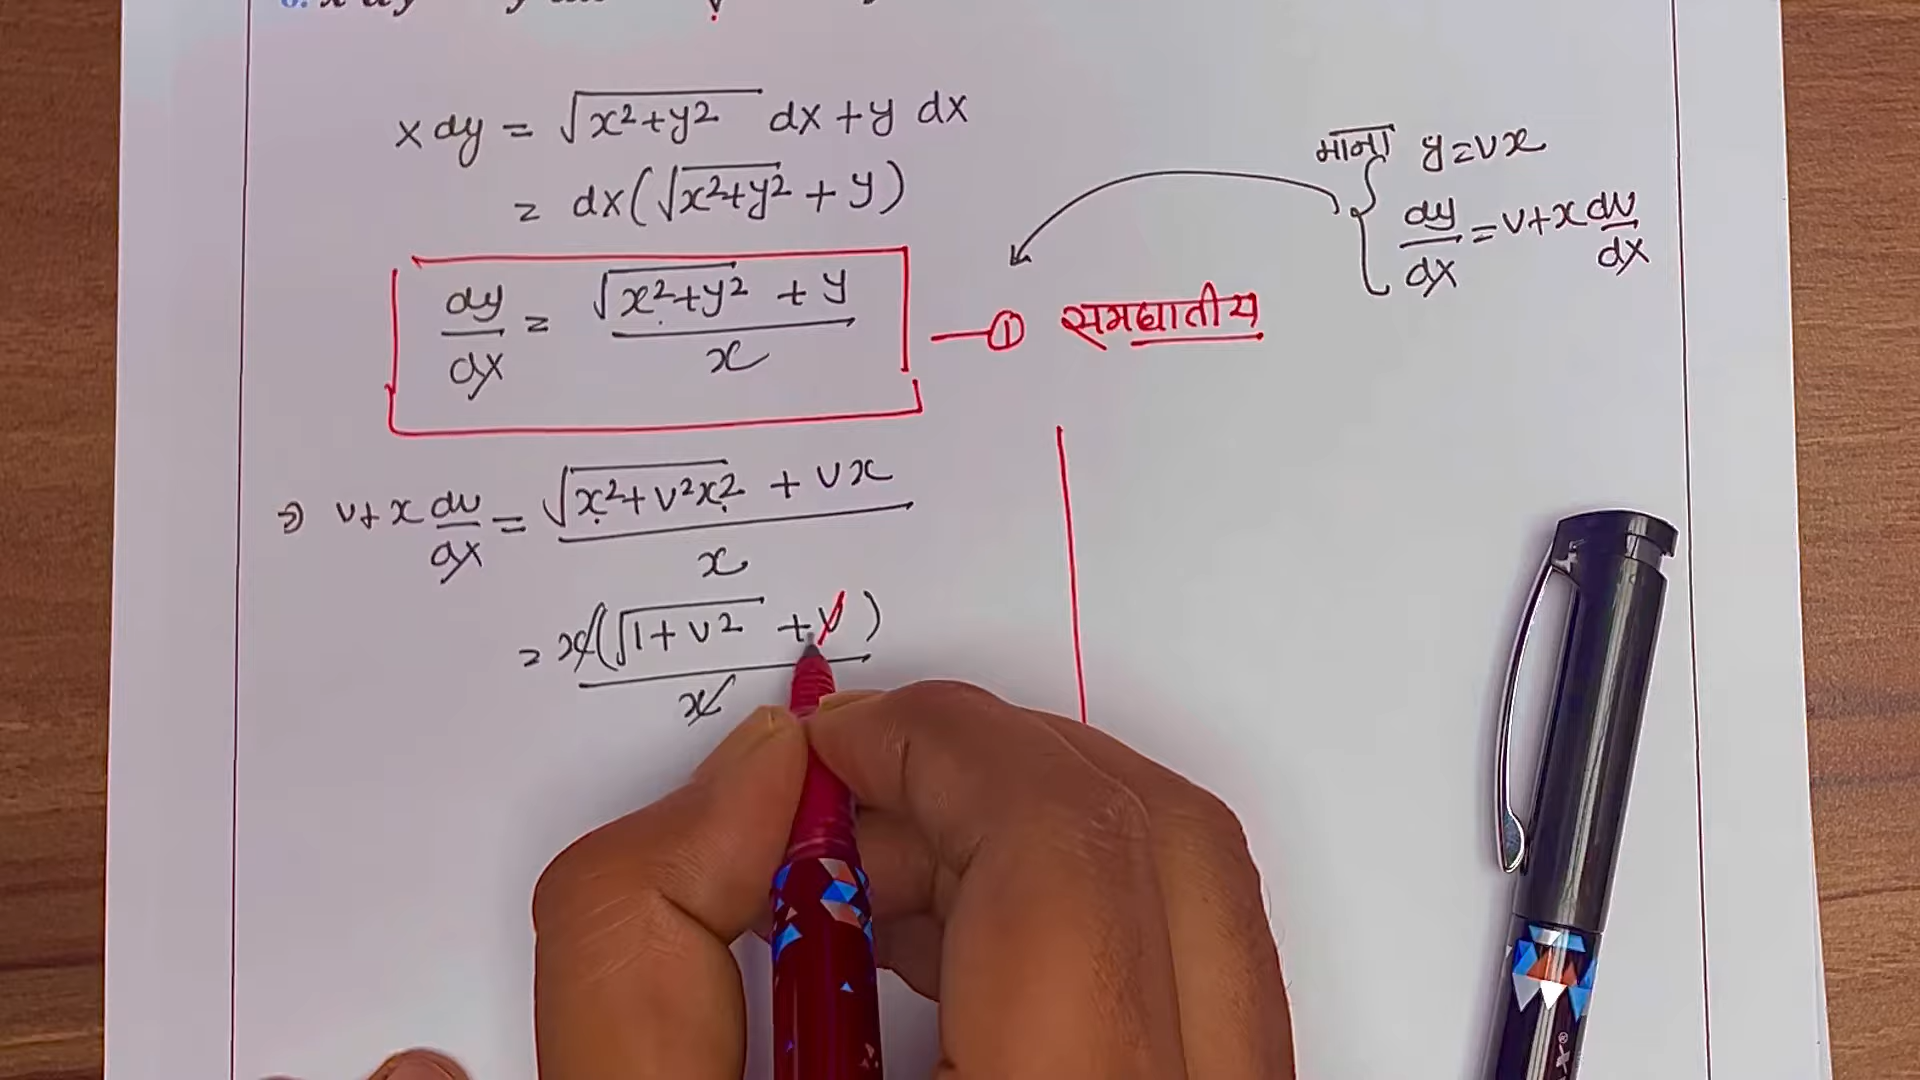 x dy = √x²+y² dx + y dx
= dx(√x²+y² + y)
dy/dx = (√x²+y² + y)/x —① समघातीय
माना y=vx
dy/dx = v+x dv/dx
⇒ v+x dv/dx = (√x²+v²x² + vx)/x
= x(√1+v² + v)/x